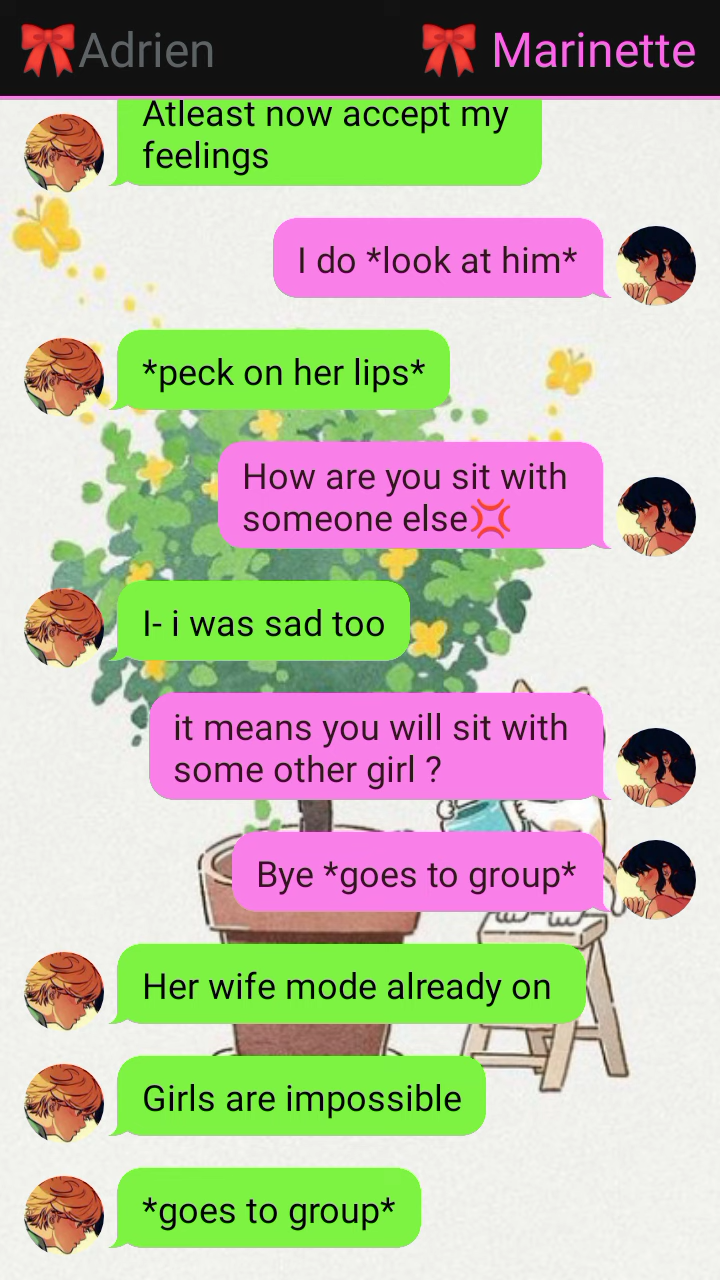 🎀Adrien 🎀 Marinette
Atleast now accept my
feelings
I do *look at him*
*peck on her lips*
How are you sit with
someone else💢
I- i was sad too
it means you will sit with
some other girl ?
Bye *goes to group*
Her wife mode already on
Girls are impossible
*goes to group*